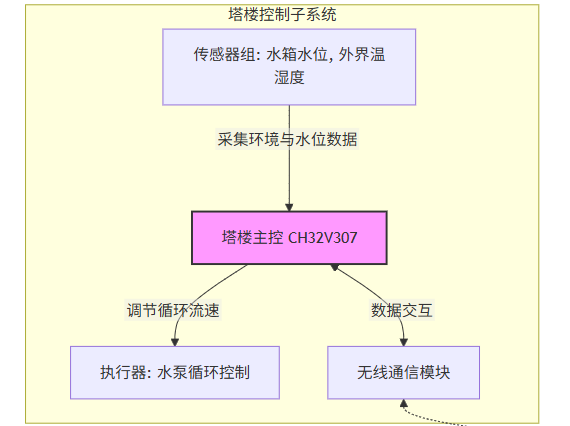 塔楼控制子系统
传感器组: 水箱水位, 外界温
湿度
采集环境与水位数据
塔楼主控 CH32V307
调节循环流速
数据交互
执行器: 水泵循环控制
无线通信模块